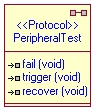 <<Protocol>>
PeripheralTest
fail (void)
trigger (void)
recover (void)